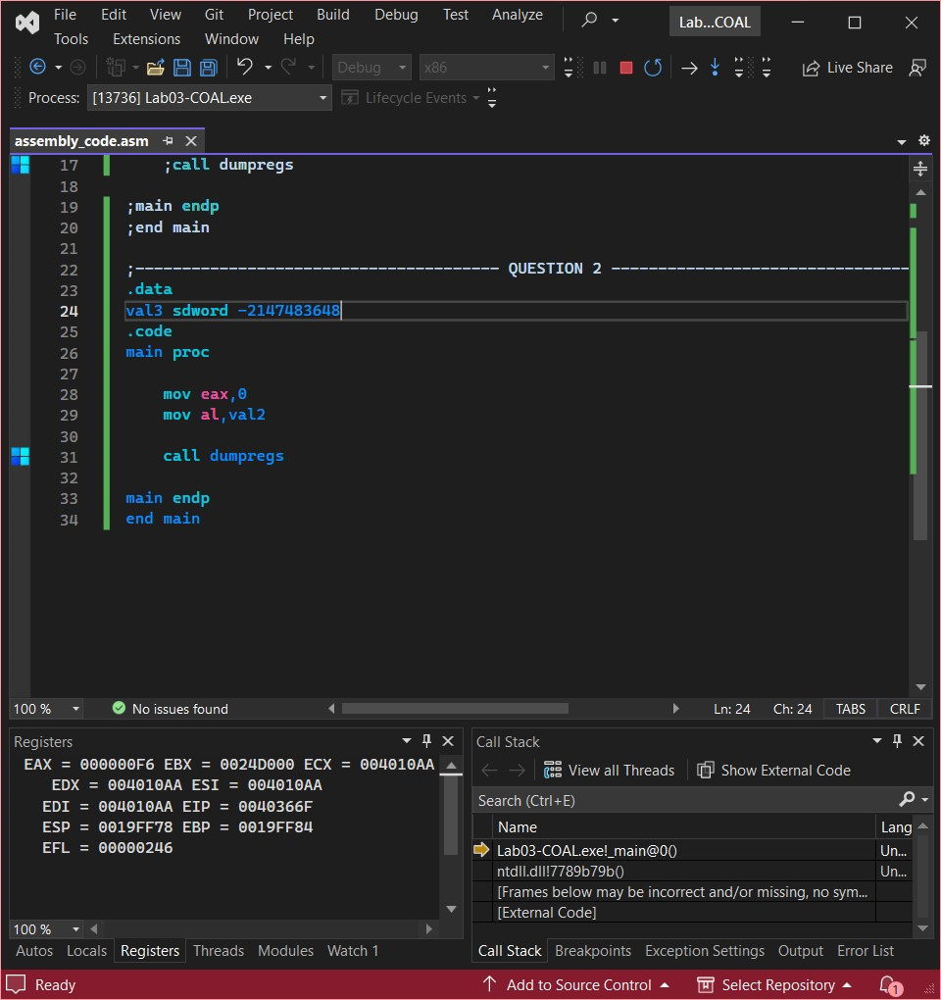 File Edit View Git Project Build Debug Test Analyze Lab...COAL
Tools Extensions Window Help
Debug x86 Live Share
Process: [13736] Lab03-COAL.exe Lifecycle Events
assembly_code.asm
17 ;call dumpregs
18
19 ;main endp
20 ;end main
21
22 ;--------------------------------------- QUESTION 2 --------------------------------
23 .data
24 val3 sdword -2147483648
25 .code
26 main proc
27
28 mov eax,0
29 mov al,val2
30
31 call dumpregs
32
33 main endp
34 end main
100 % No issues found Ln: 24 Ch: 24 TABS CRLF
Registers
EAX = 000000F6 EBX = 0024D000 ECX = 004010AA
EDX = 004010AA ESI = 004010AA
EDI = 004010AA EIP = 0040366F
ESP = 0019FF78 EBP = 0019FF84
EFL = 00000246
100 %
Autos Locals Registers Threads Modules Watch 1
Call Stack
View all Threads Show External Code
Search (Ctrl+E)
Name Lang
Lab03-COAL.exe!_main@0() Un...
ntdll.dll!7789b79b() Un...
[Frames below may be incorrect and/or missing, no sym...
[External Code]
Call Stack Breakpoints Exception Settings Output Error List
Ready Add to Source Control Select Repository 1